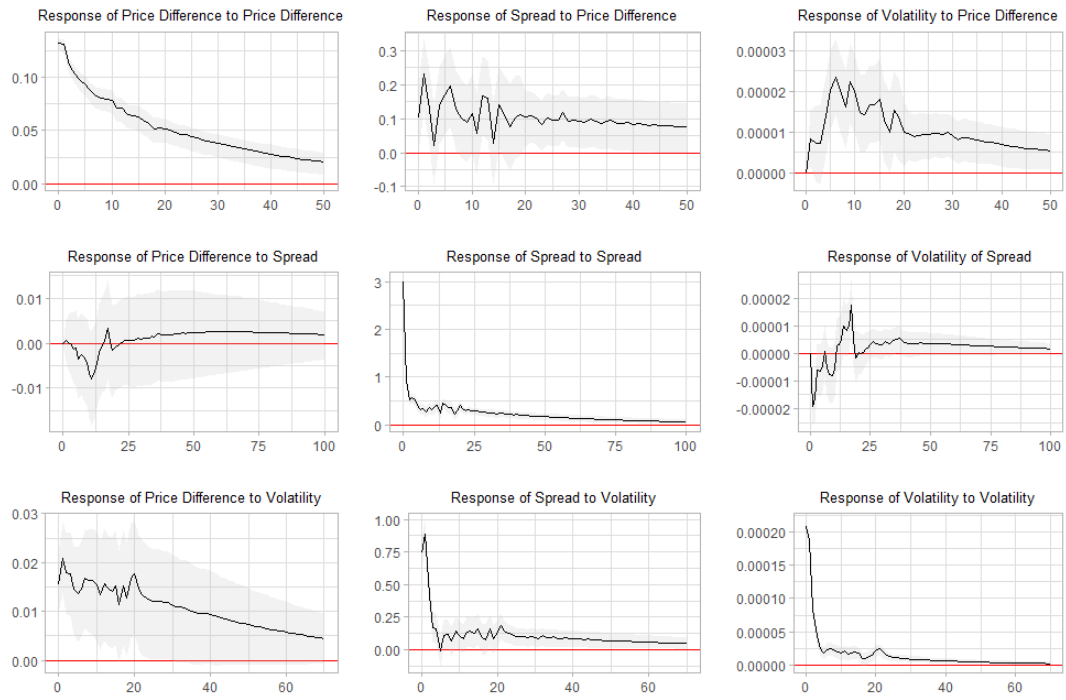 Response of Price Difference to Price Difference
0.10
0.05
0.00
0 10 20 30 40 50
Response of Spread to Price Difference
0.3
0.2
0.1
0.0
-0.1
0 10 20 30 40 50
Response of Volatility to Price Difference
0.00003
0.00002
0.00001
0.00000
0 10 20 30 40 50
Response of Price Difference to Spread
0.01
0.00
-0.01
0 25 50 75 100
Response of Spread to Spread
3
2
1
0
0 25 50 75 100
Response of Volatility of Spread
0.00002
0.00001
0.00000
-0.00001
-0.00002
0 25 50 75 100
Response of Price Difference to Volatility
0.03
0.02
0.01
0.00
0 20 40 60
Response of Spread to Volatility
1.00
0.75
0.50
0.25
0.00
0 20 40 60
Response of Volatility to Volatility
0.00020
0.00015
0.00010
0.00005
0.00000
0 20 40 60